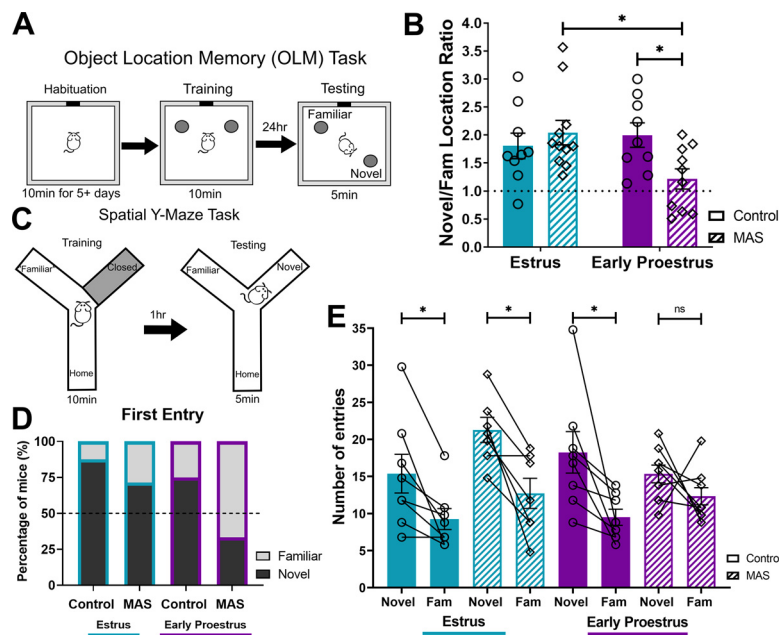 A
Object Location Memory (OLM) Task
Habituation
Training
Testing
24hr
Familiar
Novel
10min for 5+ days
10min
5min
B
Novel/Fam Location Ratio
4.0
3.5
3.0
2.5
2.0
1.5
1.0
0.5
0.0
*
*
Estrus
Early Proestrus
Control
MAS
C
Spatial Y-Maze Task
Training
Testing
Familiar
Closed
Home
1hr
Familiar
Novel
Home
10min
5min
D
First Entry
Percentage of mice (%)
100
75
50
25
0
Familiar
Novel
Control
MAS
Control
MAS
Estrus
Early Proestrus
E
Number of entries
35
30
25
20
15
10
5
0
*
*
*
ns
Control
MAS
Novel
Fam
Novel
Fam
Novel
Fam
Novel
Fam
Estrus
Early Proestrus